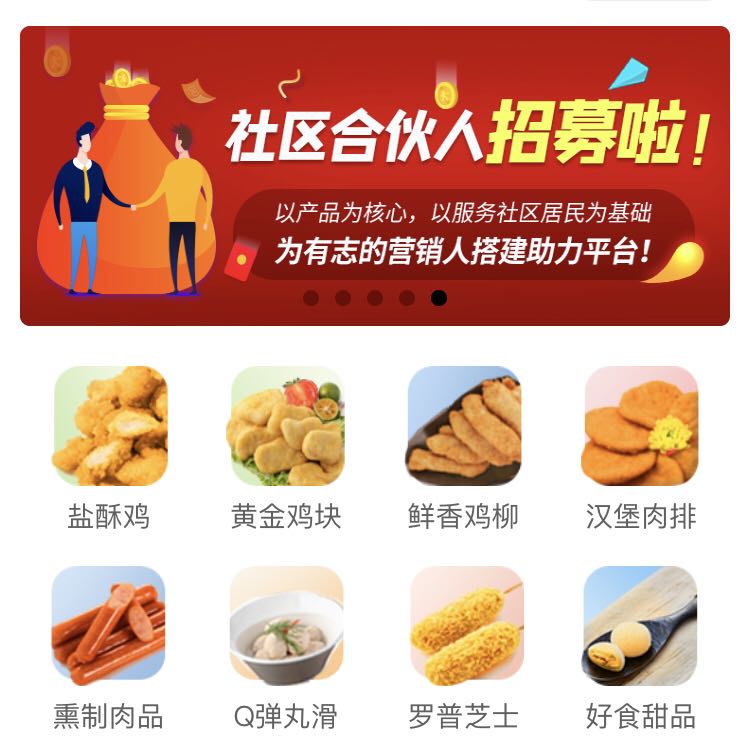 社区合伙人招募啦!
以产品为核心，以服务社区居民为基础
为有志的营销人搭建助力平台!
盐酥鸡
黄金鸡块
鲜香鸡柳
汉堡肉排
熏制肉品
Q弹丸滑
罗普芝士
好食甜品